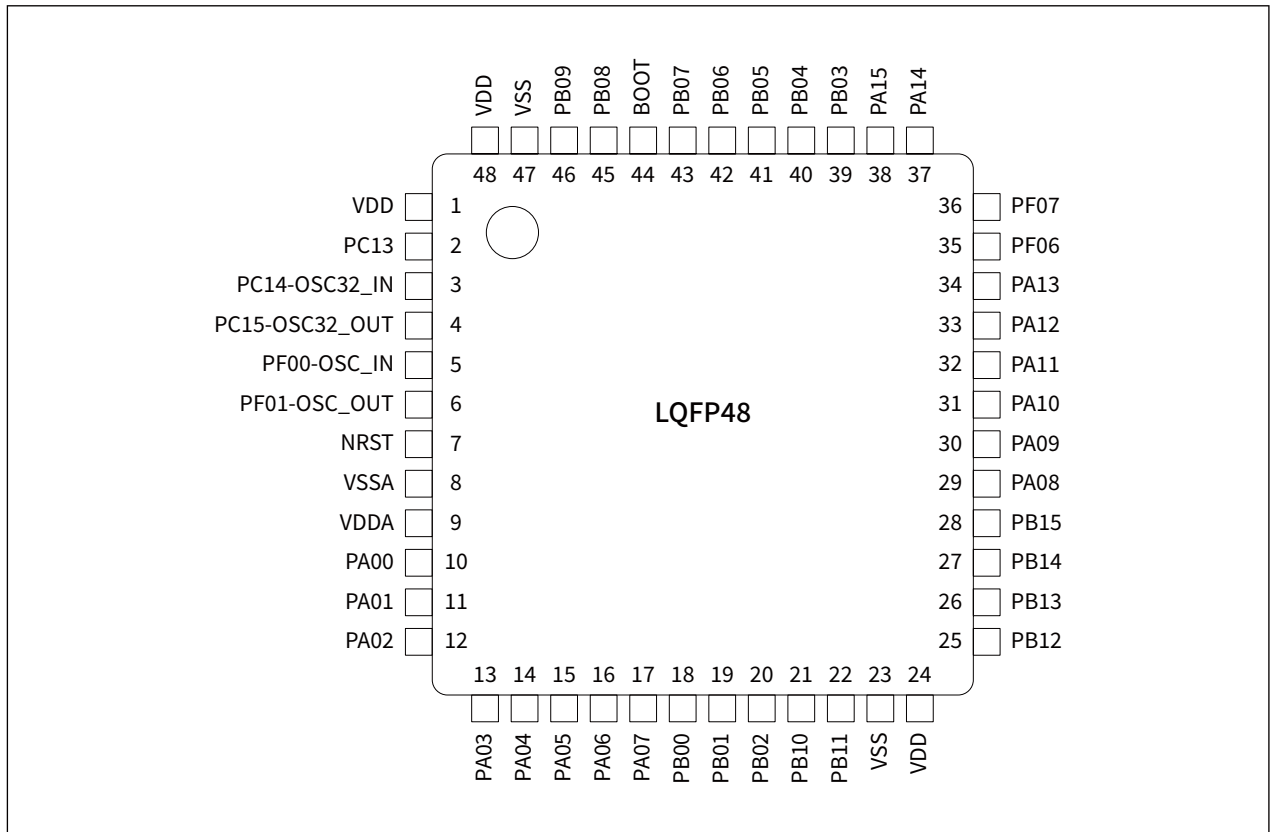 VDD
VSS
PB09
PB08
BOOT
PB07
PB06
PB05
PB04
PB03
PA15
PA14
48 47 46 45 44 43 42 41 40 39 38 37
VDD 1 36 PF07
PC13 2 35 PF06
PC14-OSC32_IN 3 34 PA13
PC15-OSC32_OUT 4 33 PA12
PF00-OSC_IN 5 32 PA11
PF01-OSC_OUT 6 31 PA10
LQFP48
NRST 7 30 PA09
VSSA 8 29 PA08
VDDA 9 28 PB15
PA00 10 27 PB14
PA01 11 26 PB13
PA02 12 25 PB12
13 14 15 16 17 18 19 20 21 22 23 24
PA03
PA04
PA05
PA06
PA07
PB00
PB01
PB02
PB10
PB11
VSS
VDD